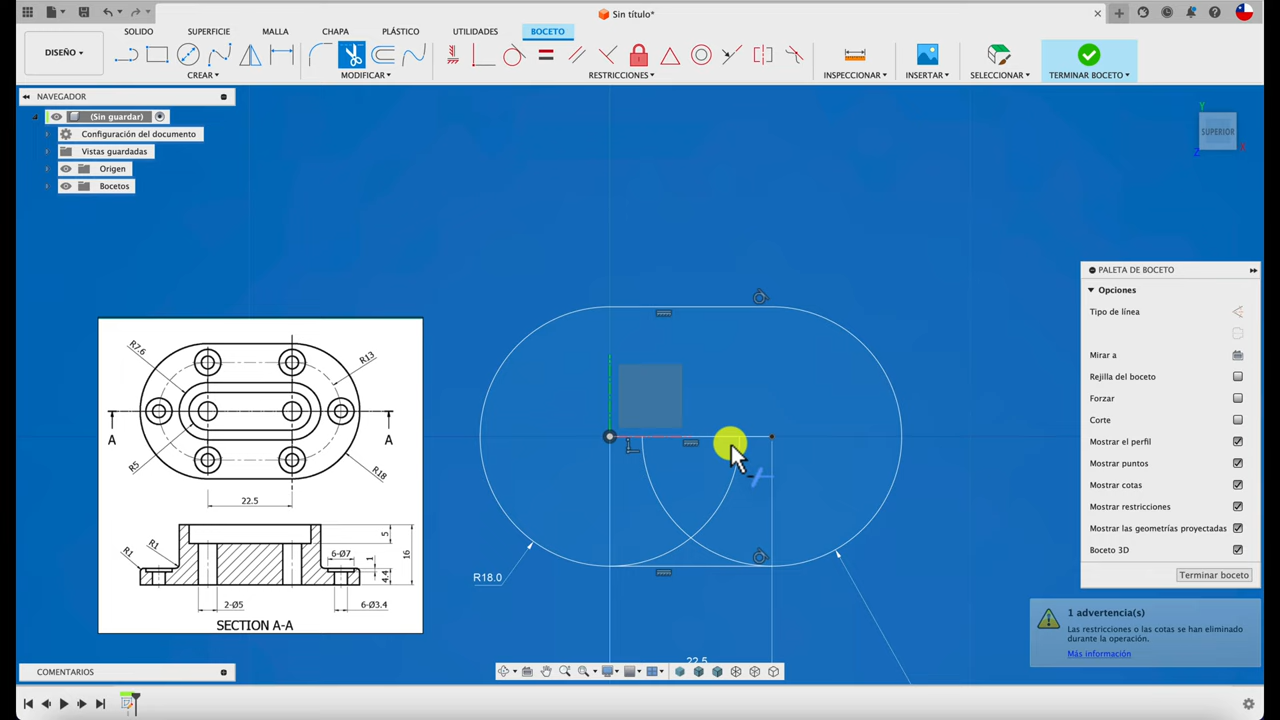 Sin título*
SOLIDO SUPERFICIE MALLA CHAPA PLÁSTICO UTILIDADES BOCETO
DISEÑO
CREAR MODIFICAR RESTRICCIONES INSPECCIONAR INSERTAR SELECCIONAR TERMINAR BOCETO
NAVEGADOR
(Sin guardar)
Configuración del documento
Vistas guardadas
Origen
Bocetos
Y
SUPERIOR
Z
X
PALETA DE BOCETO
Opciones
Tipo de línea
Mirar a
Rejilla del boceto
Forzar
Corte
Mostrar el perfil
Mostrar puntos
Mostrar cotas
Mostrar restricciones
Mostrar las geometrías proyectadas
Boceto 3D
Terminar boceto
R7.6
R13
A
A
R5
R18
22.5
R1
R1
6-Ø7
1
5
16
4.4
2-Ø5
6-Ø3.4
SECTION A-A
R18.0
22.5
1 advertencia(s)
Las restricciones o las cotas se han eliminado
durante la operación.
Más información
COMENTARIOS